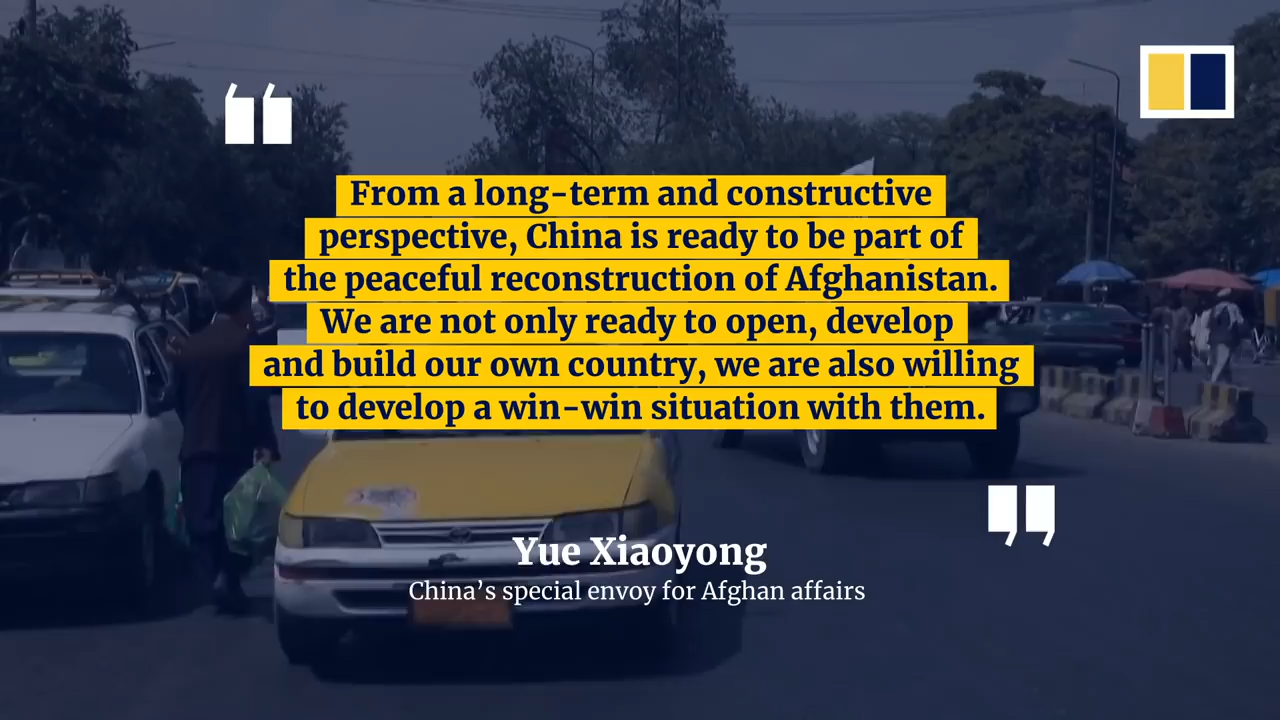 From a long-term and constructive
perspective, China is ready to be part of
the peaceful reconstruction of Afghanistan.
We are not only ready to open, develop
and build our own country, we are also willing
to develop a win-win situation with them.
Yue Xiaoyong
China's special envoy for Afghan affairs